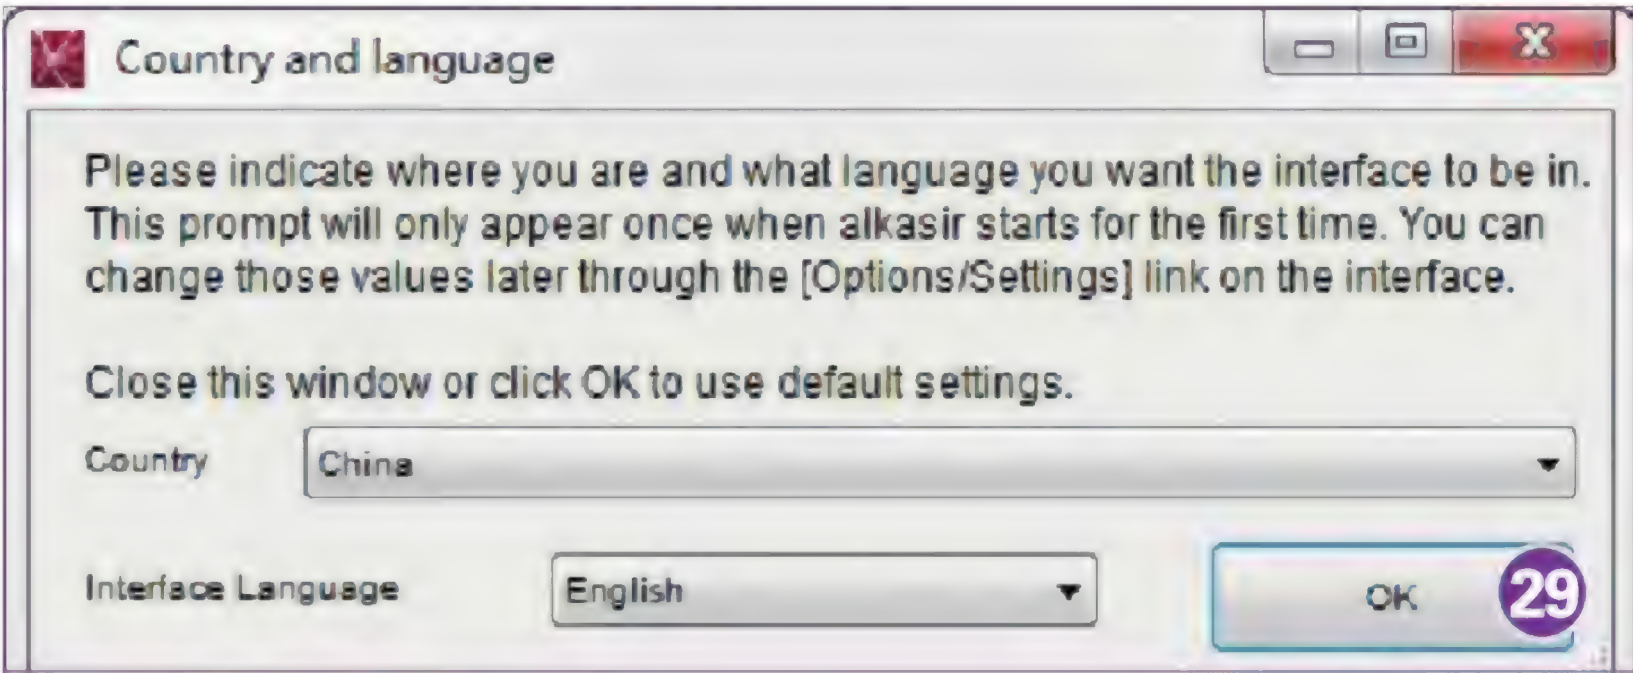 Country and language
Please indicate where you are and what language you want the interface to be in.
This prompt will only appear once when alkasir starts for the first time. You can
change those values later through the [Options/Settings] link on the interface.
Close this window or click OK to use default settings.
Country China
Interface Language English OK 29